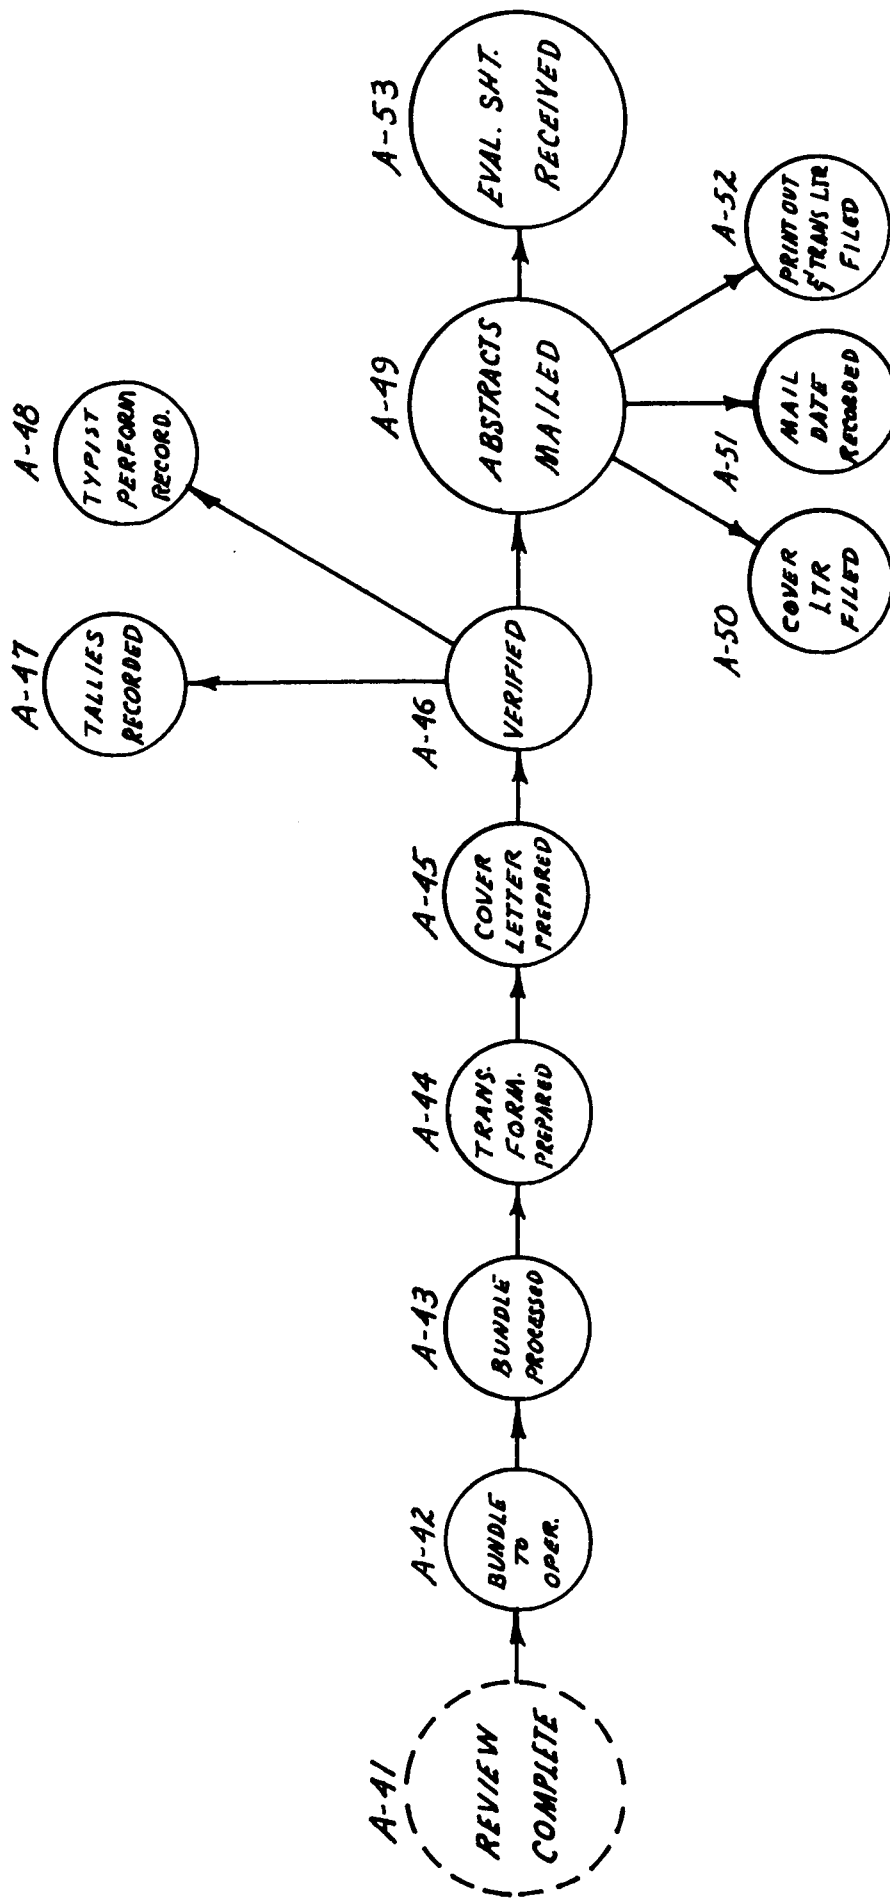 A-41
REVIEW
COMPLETE
A-42
BUNDLE
TO
OPER.
A-43
BUNDLE
PROCESSED
A-44
TRANS.
FORM.
PREPARED
A-45
COVER
LETTER
PREPARED
A-46
VERIFIED
A-47
TALLIES
RECORDED
A-48
TYPIST
PERFORM
RECORD.
A-49
ABSTRACTS
MAILED
A-50
COVER
LTR
FILED
A-51
MAIL
DATE
RECORDED
A-52
PRINT OUT
& TRANS LTR
FILED
A-53
EVAL. SHT.
RECEIVED